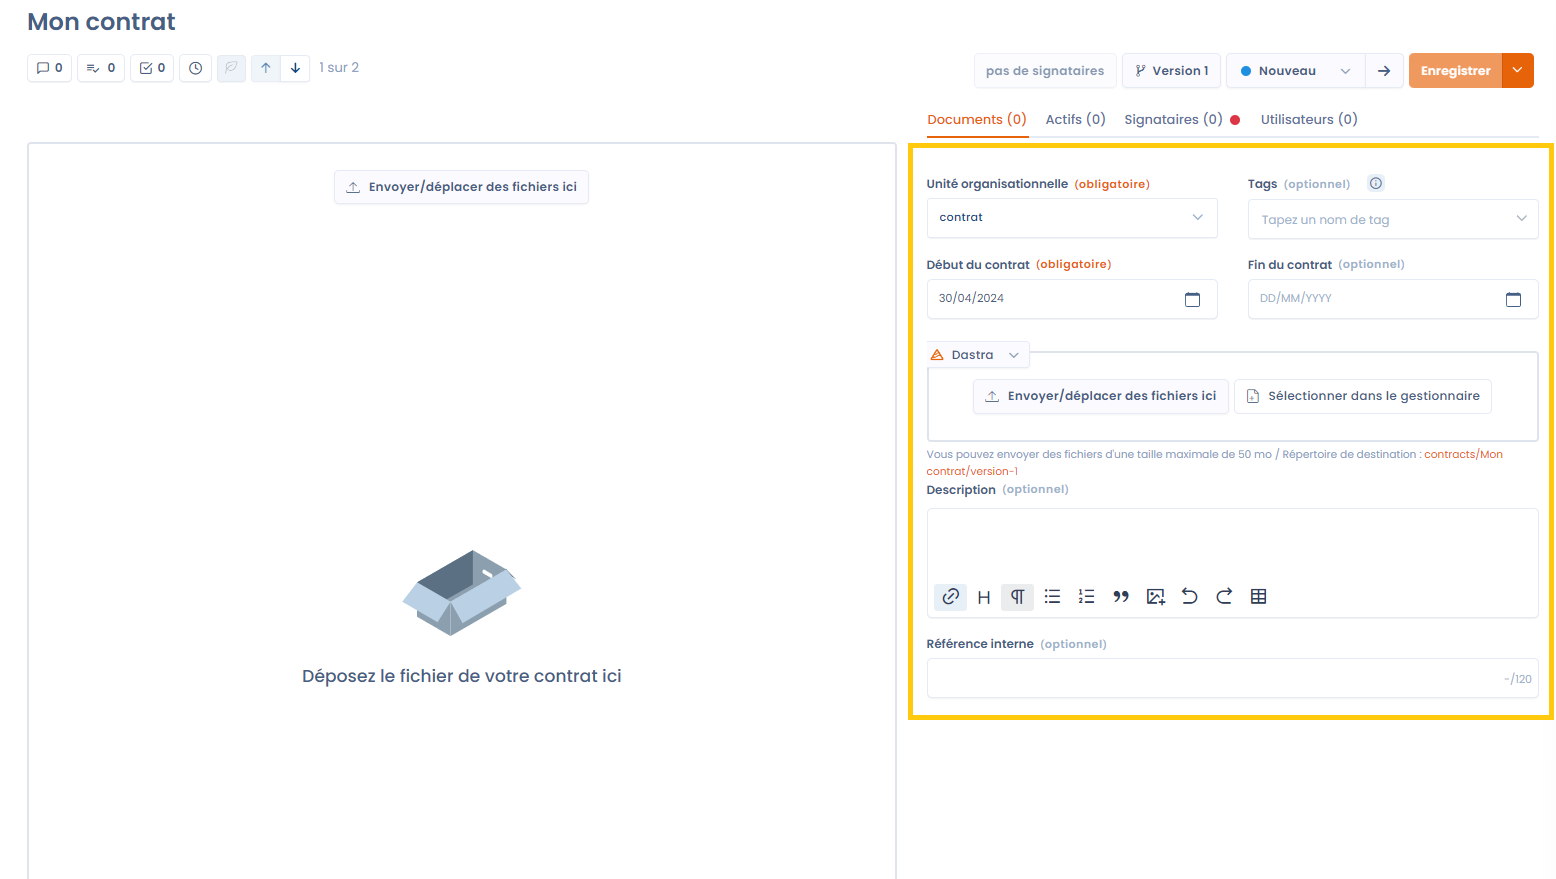 Mon contrat
0 0 0 1 sur 2
pas de signataires Version 1 Nouveau Enregistrer
Documents (0) Actifs (0) Signataires (0) Utilisateurs (0)
Envoyer/déplacer des fichiers ici
Déposez le fichier de votre contrat ici
Unité organisationnelle (obligatoire) Tags (optionnel)
contrat Tapez un nom de tag
Début du contrat (obligatoire) Fin du contrat (optionnel)
30/04/2024 DD/MM/YYYY
Dastra
Envoyer/déplacer des fichiers ici Sélectionner dans le gestionnaire
Vous pouvez envoyer des fichiers d'une taille maximale de 50 mo / Répertoire de destination : contracts/Mon
contrat/version-1
Description (optionnel)
H
Référence interne (optionnel)
-/120